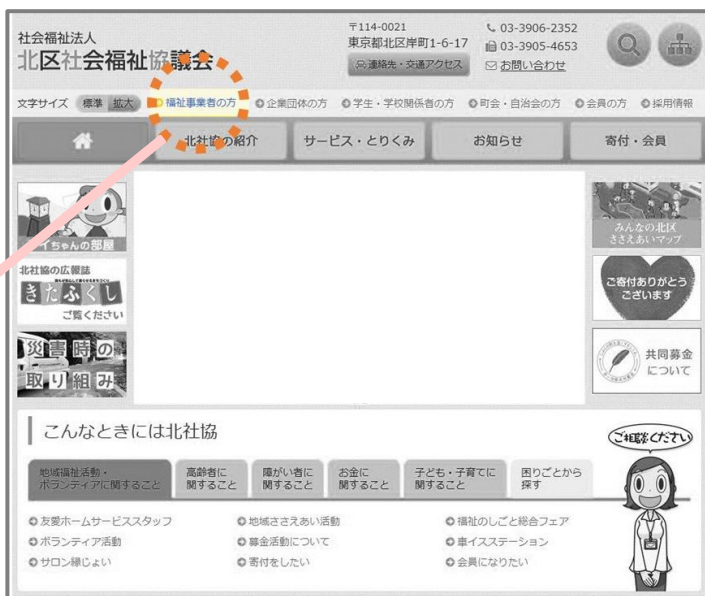 社会福祉法人
北区社会福祉協議会
〒114-0021
東京都北区岸町1-6-17
連絡先・交通アクセス
03-3906-2352
03-3905-4653
お問い合わせ
文字サイズ 標準 拡大
福祉事業者の方 企業団体の方 学生・学校関係者の方 町会・自治会の方 会員の方 採用情報
北社協の紹介 サービス・とりくみ お知らせ 寄付・会員
イちゃんの部屋
北社協の広報誌
きたふくし
ご覧ください
災害時の
取り組み
みんなの北区
ささえあいマップ
ご寄付ありがとう
ございます
共同募金
について
こんなときには北社協
ご相談ください
地域福祉活動・
ボランティアに関すること
高齢者に
関すること
障がい者に
関すること
お金に
関すること
子ども・子育てに
関すること
困りごとから
探す
友愛ホームサービススタッフ 地域ささえあい活動 福祉のしごと総合フェア
ボランティア活動 募金活動について 車イスステーション
サロン縁じょい 寄付をしたい 会員になりたい